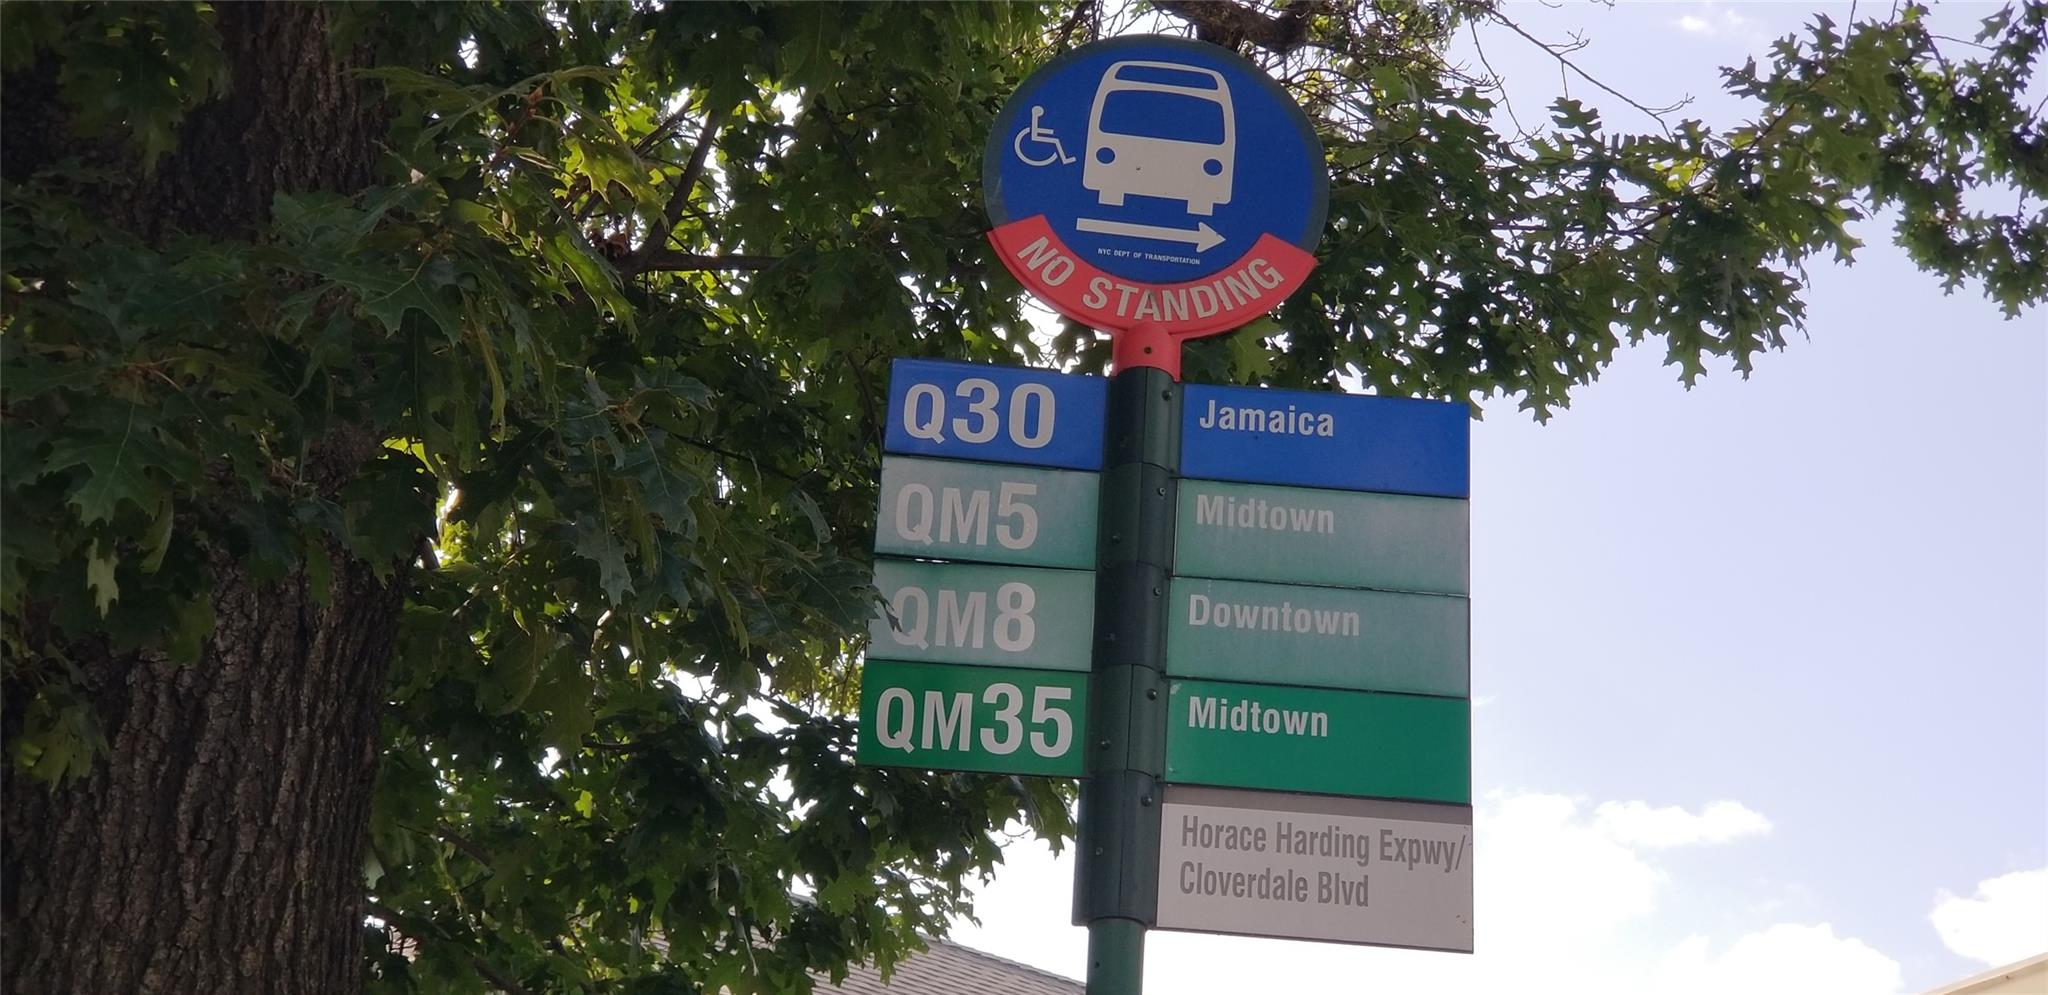 NYC DEPT OF TRANSPORTATION
NO STANDING
Q30 Jamaica
QM5 Midtown
QM8 Downtown
QM35 Midtown
Horace Harding Expwy/
Cloverdale Blvd